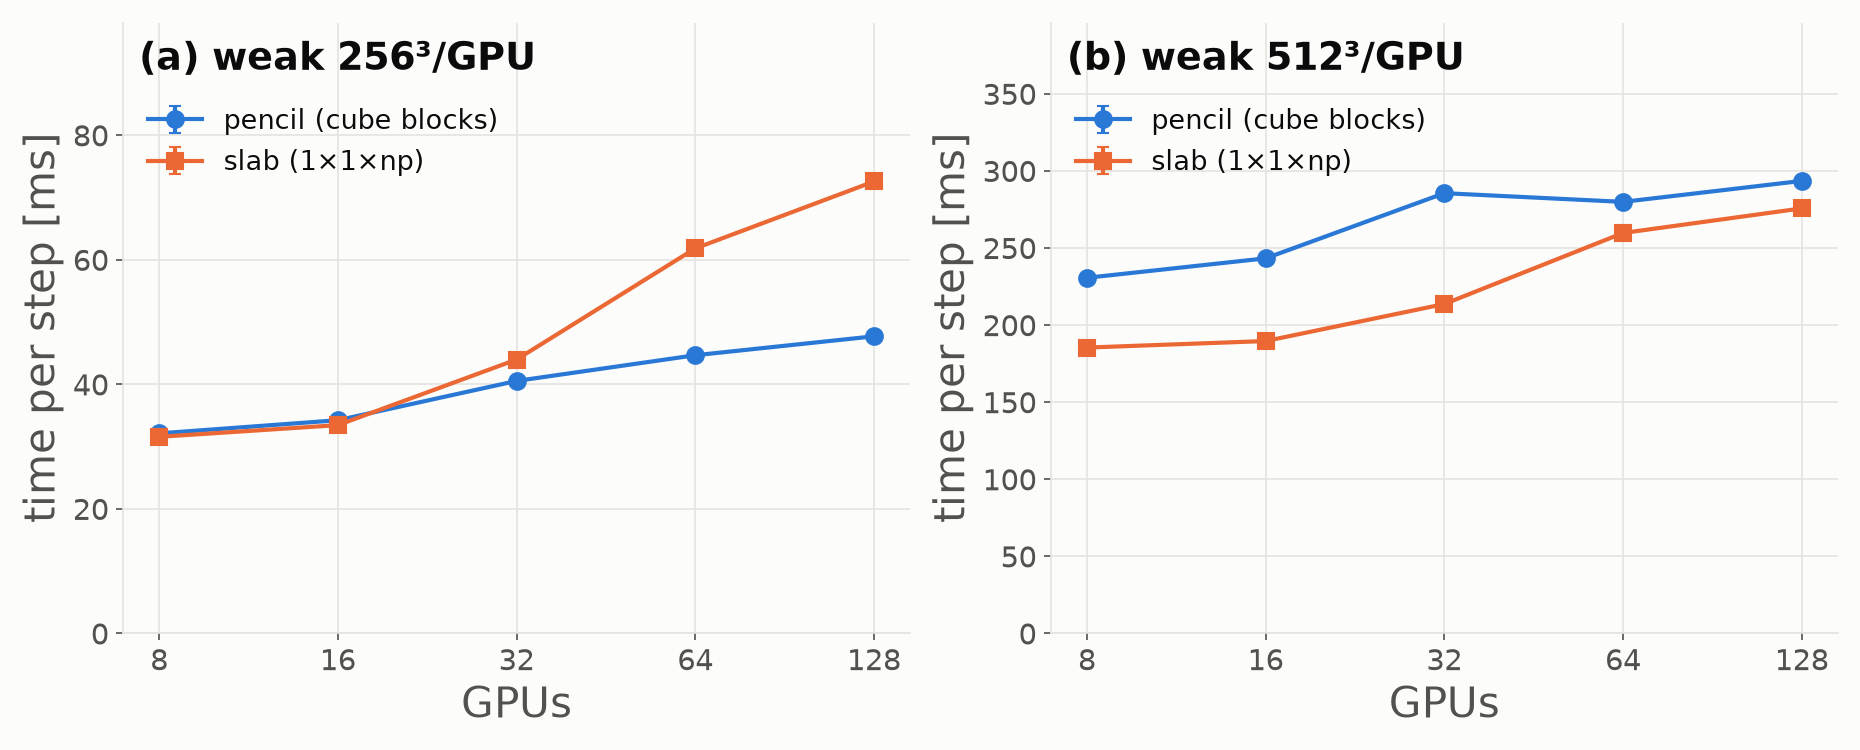 (a) weak 256³/GPU
pencil (cube blocks)
slab (1×1×np)
time per step [ms]
80
60
40
20
0
8 16 32 64 128
GPUs
(b) weak 512³/GPU
pencil (cube blocks)
slab (1×1×np)
time per step [ms]
350
300
250
200
150
100
50
0
8 16 32 64 128
GPUs